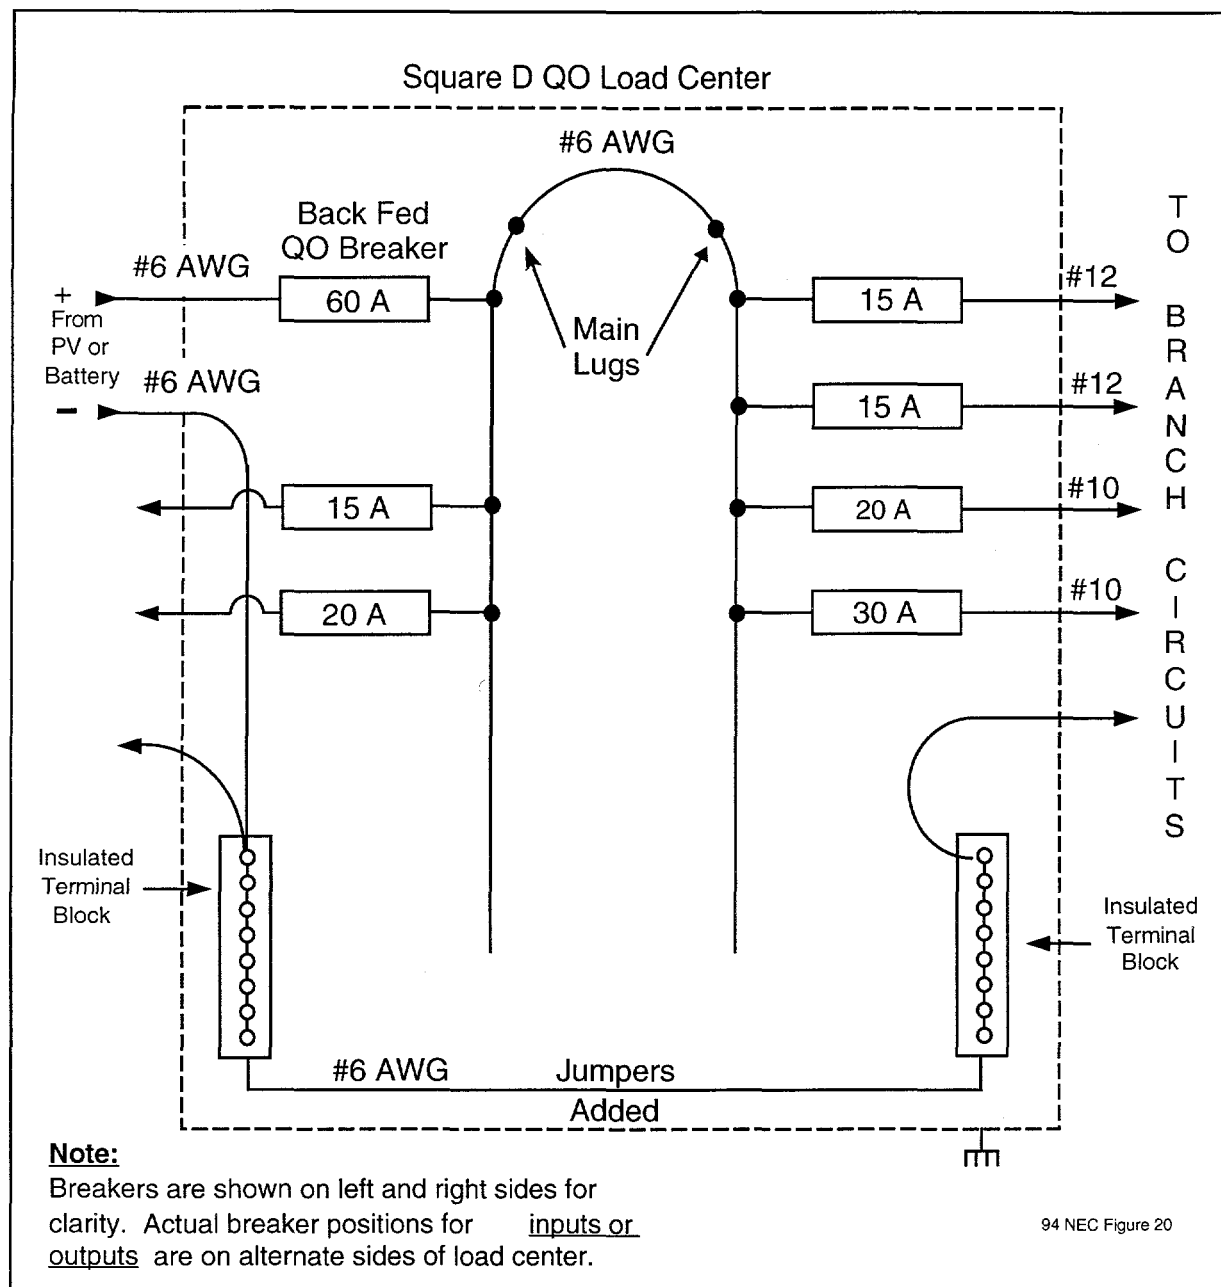 Square D QO Load Center
#6 AWG
Back Fed
QO Breaker
#6 AWG
+
From
PV or
Battery
-
60 A
Main
Lugs
#6 AWG
15 A
20 A
15 A
#12
15 A
#12
20 A
#10
30 A
#10
TO BRANCH CIRCUITS
Insulated
Terminal
Block
Insulated
Terminal
Block
#6 AWG Jumpers
Added
Note:
Breakers are shown on left and right sides for
clarity. Actual breaker positions for inputs or
outputs are on alternate sides of load center.
94 NEC Figure 20